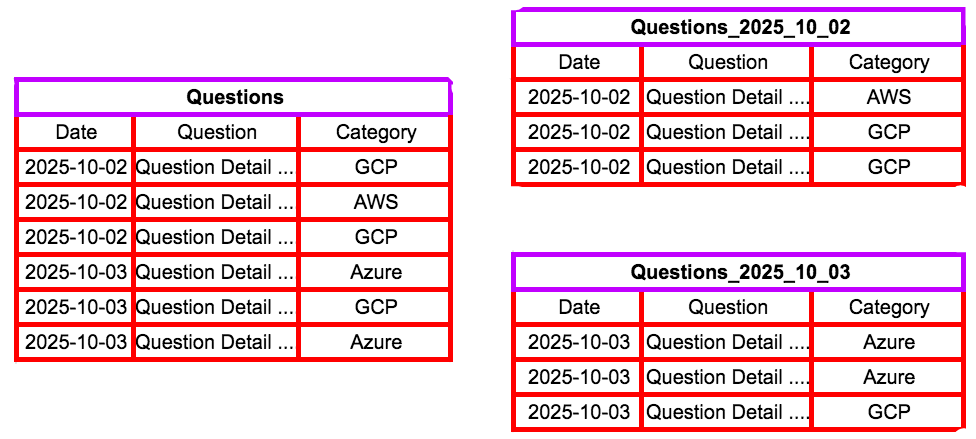 Questions
Date Question Category
2025-10-02 Question Detail ... GCP
2025-10-02 Question Detail ... AWS
2025-10-02 Question Detail ... GCP
2025-10-03 Question Detail ... Azure
2025-10-03 Question Detail ... GCP
2025-10-03 Question Detail ... Azure
Questions_2025_10_02
Date Question Category
2025-10-02 Question Detail .... AWS
2025-10-02 Question Detail .... GCP
2025-10-02 Question Detail .... GCP
Questions_2025_10_03
Date Question Category
2025-10-03 Question Detail .... Azure
2025-10-03 Question Detail .... Azure
2025-10-03 Question Detail .... GCP